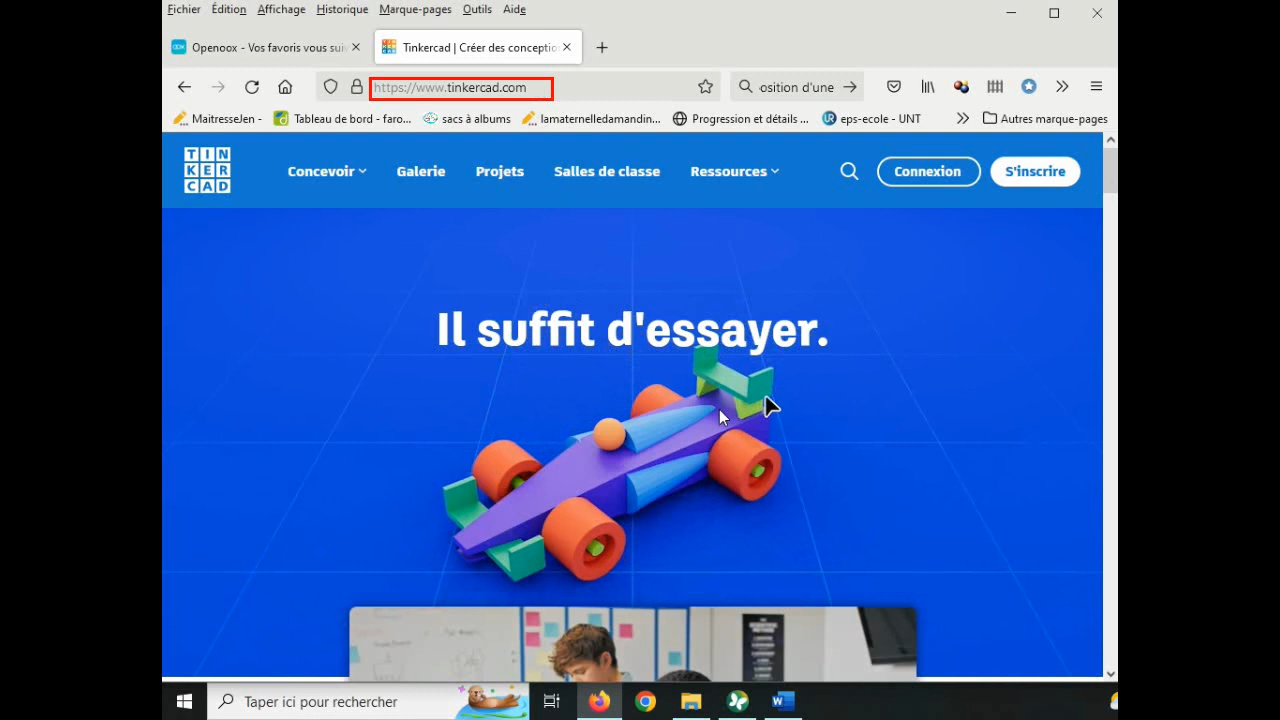 Fichier Édition Affichage Historique Marque-pages Outils Aide
Openoox - Vos favoris vous suiv
Tinkercad | Créer des conceptio
https://www.tinkercad.com
osition d'une
MaitresseJen -
Tableau de bord - faro...
sacs à albums
lamaternelledamandin...
Progression et détails ...
eps-ecole - UNT
Autres marque-pages
TIN
KER
CAD
Concevoir
Galerie
Projets
Salles de classe
Ressources
Connexion
S'inscrire
Il suffit d'essayer.
Taper ici pour rechercher